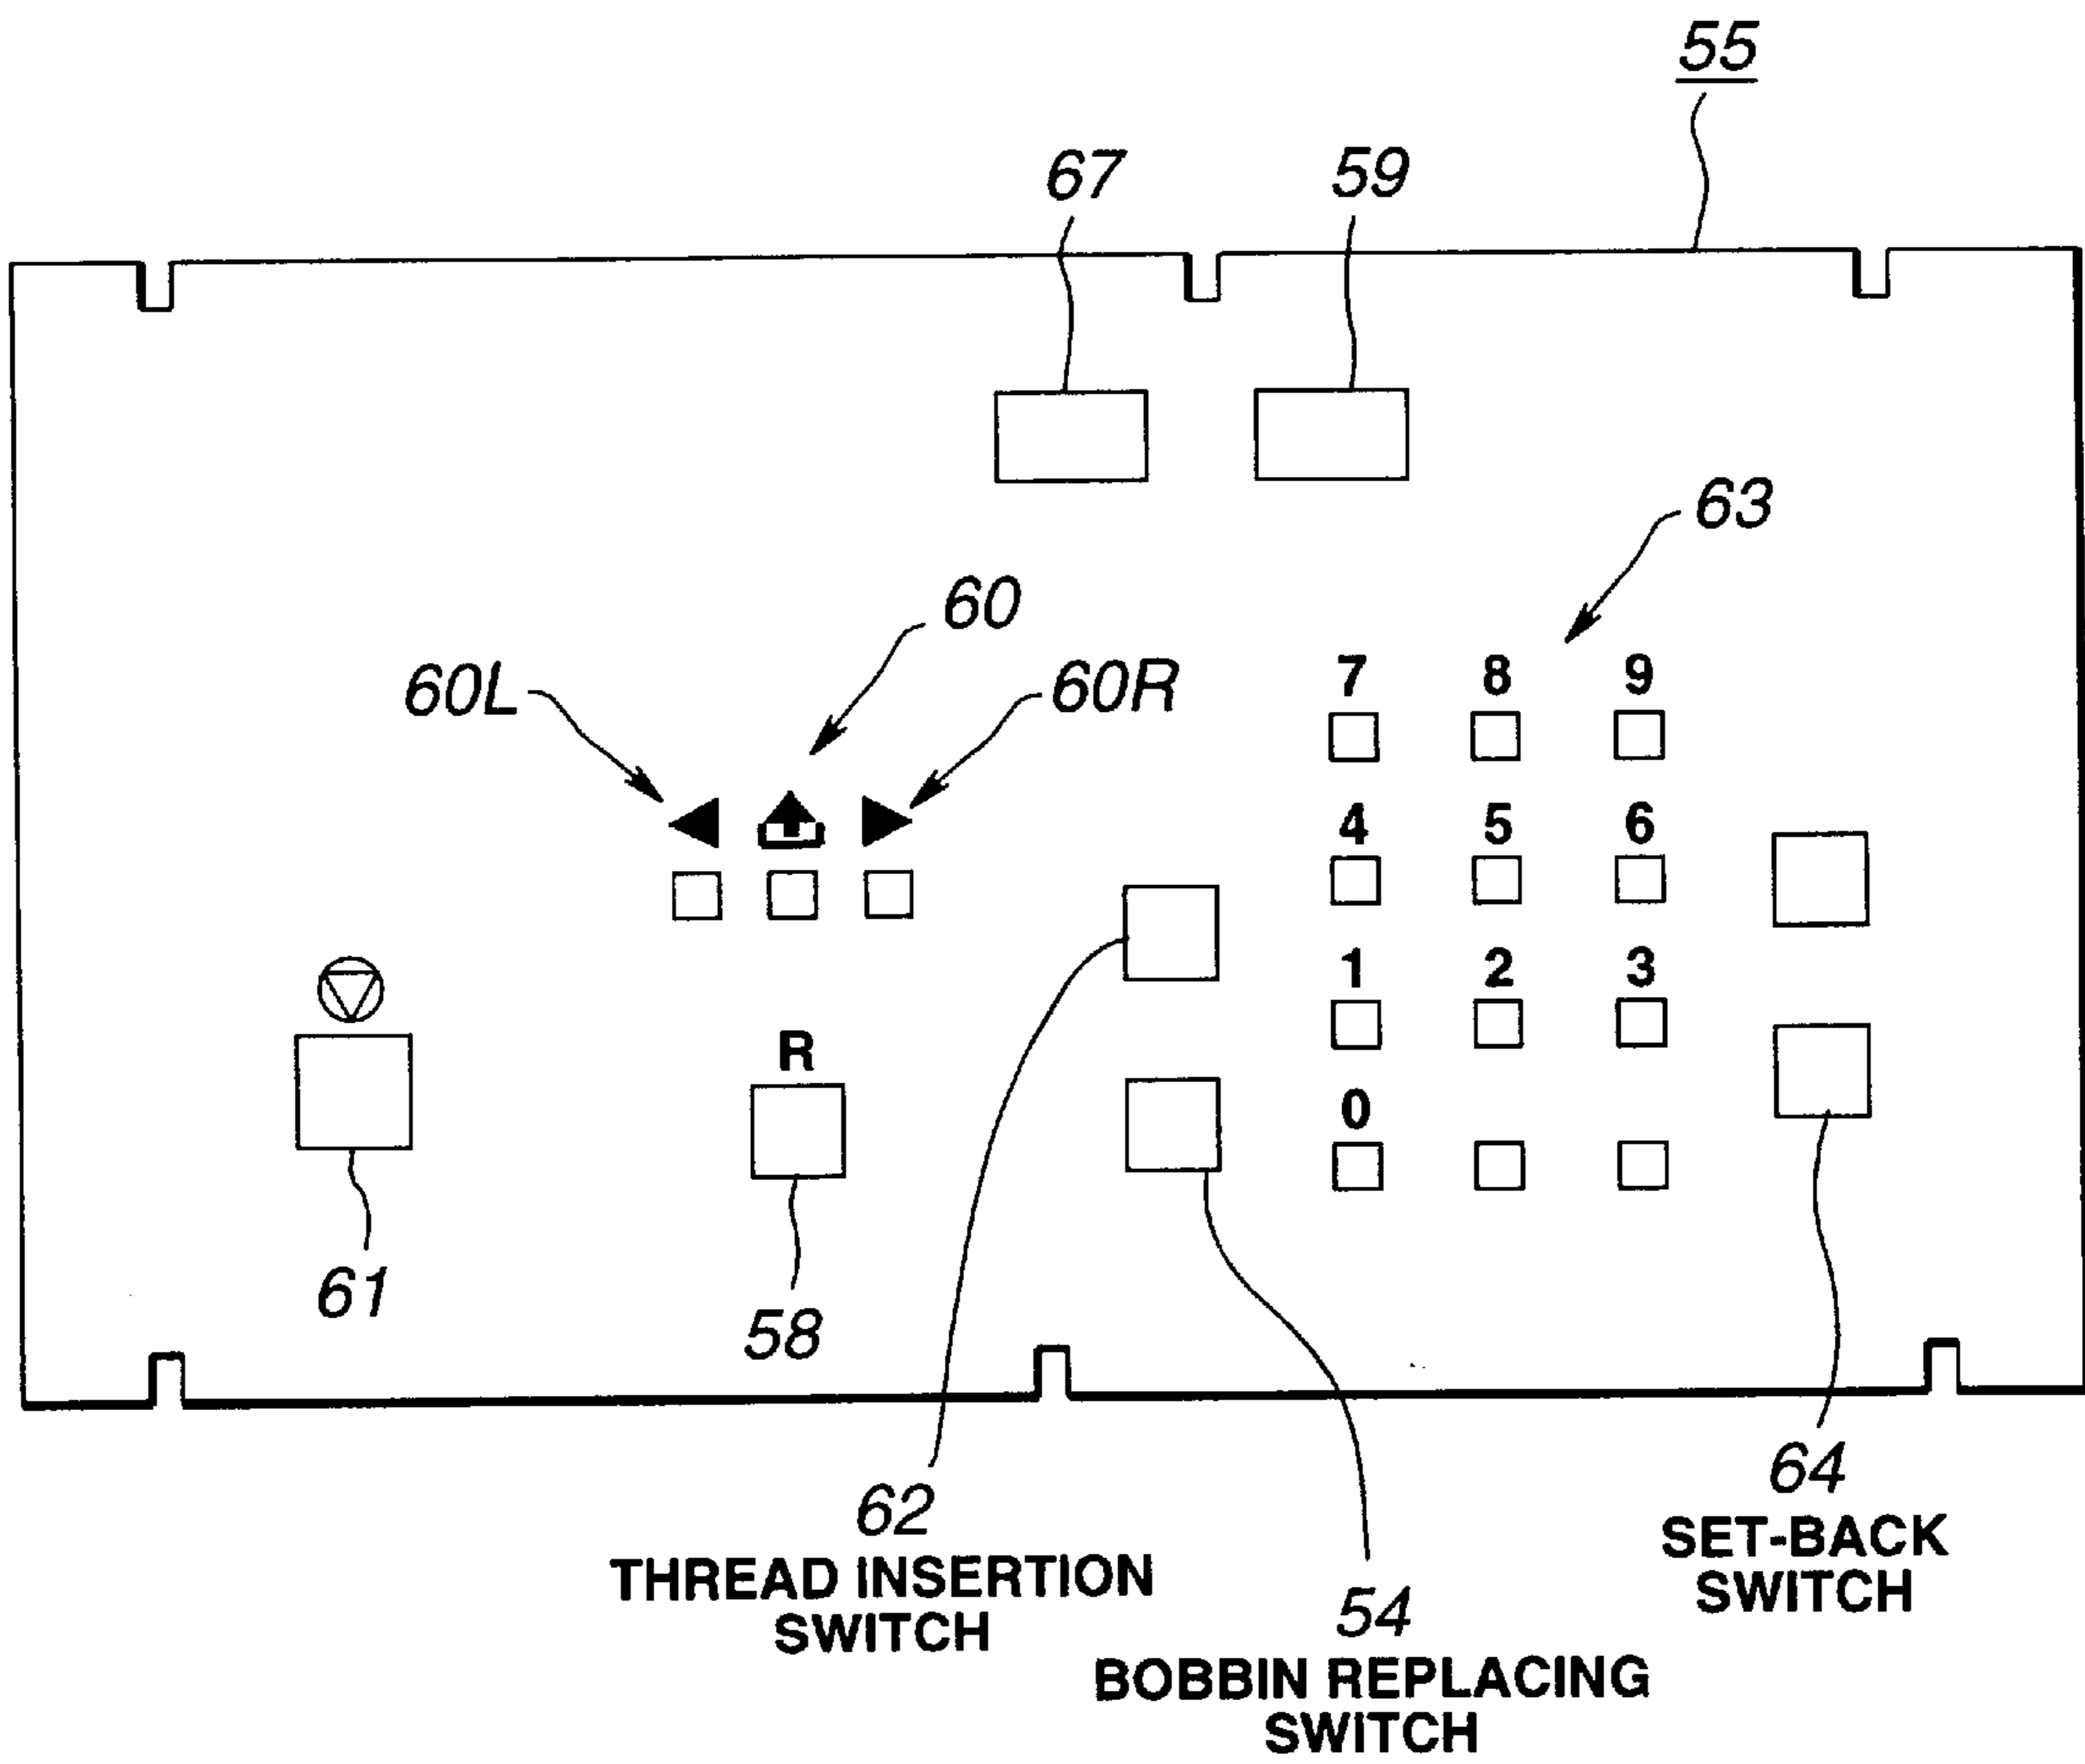 55
67 59
63
60
60L 60R
7 8 9
4 5 6
1 2 3
R
0
61
58
62
THREAD INSERTION
SWITCH
54
BOBBIN REPLACING
SWITCH
64
SET-BACK
SWITCH